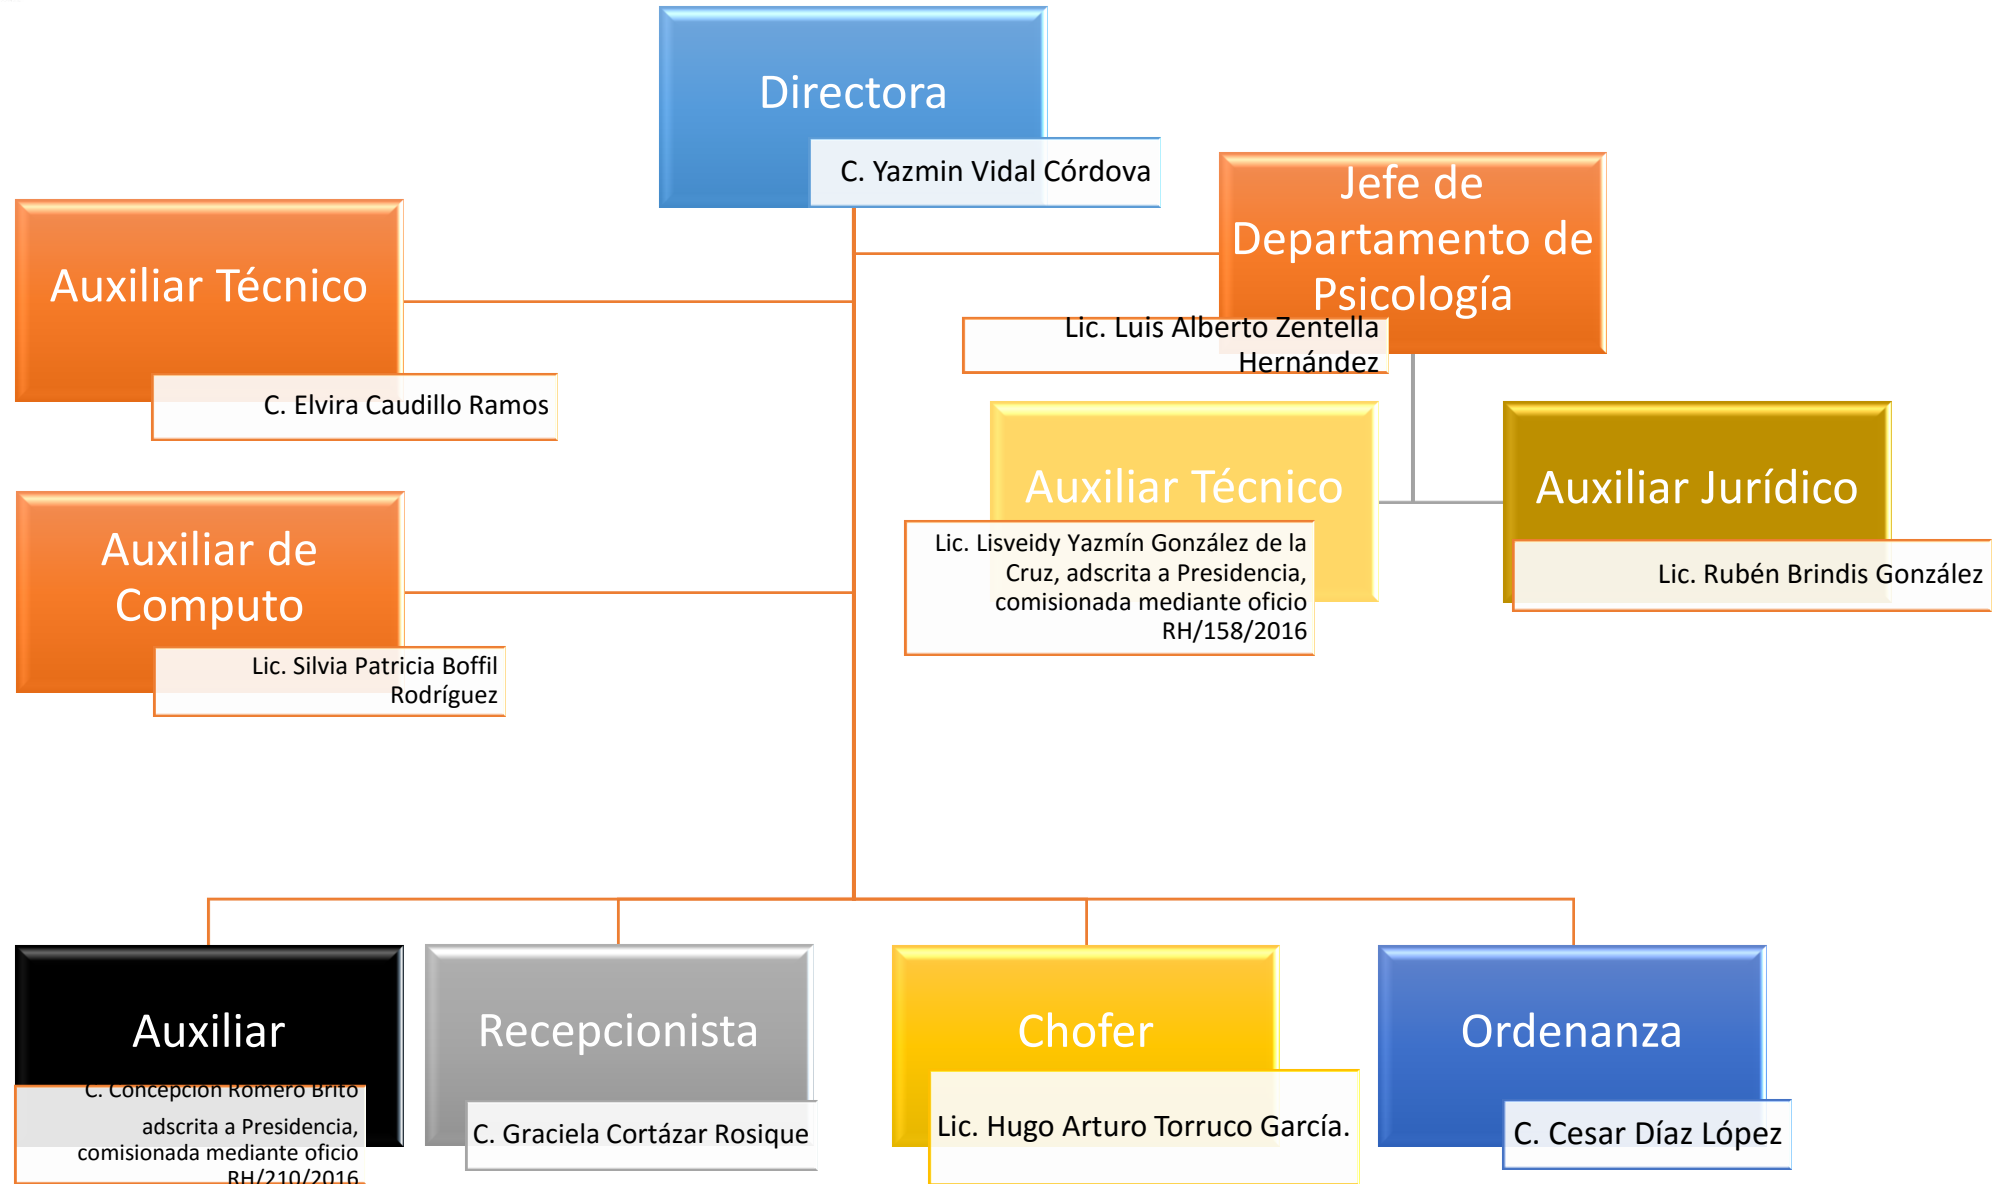 Directora
C. Yazmin Vidal Córdova
Jefe de
Departamento de
Psicología
Lic. Luis Alberto Zentella
Hernández
Auxiliar Técnico
C. Elvira Caudillo Ramos
Auxiliar Técnico
Lic. Lisveidy Yazmín González de la
Cruz, adscrita a Presidencia,
comisionada mediante oficio
RH/158/2016
Auxiliar Jurídico
Lic. Rubén Brindis González
Auxiliar de
Computo
Lic. Silvia Patricia Boffil
Rodríguez
Auxiliar
C. Concepción Romero Brito
adscrita a Presidencia,
comisionada mediante oficio
RH/210/2016
Recepcionista
C. Graciela Cortázar Rosique
Chofer
Lic. Hugo Arturo Torruco García.
Ordenanza
C. Cesar Díaz López